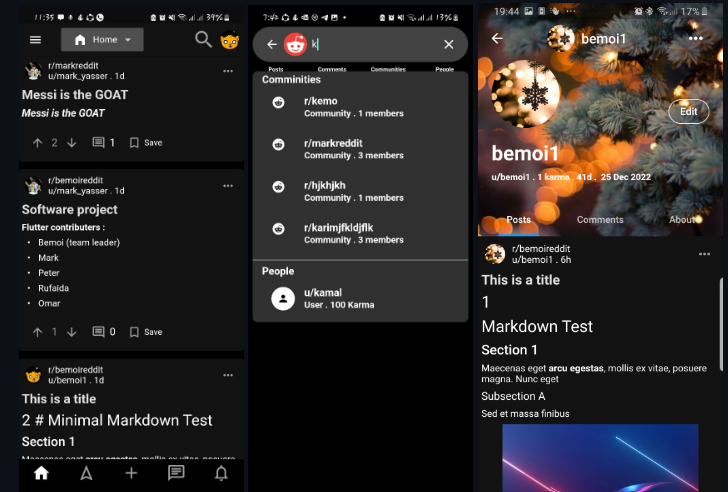 11:35
39%
Home
r/markreddit
u/mark_yasser . 1d
Messi is the GOAT
Messi is the GOAT
2
1
Save
r/bemoireddit
u/mark_yasser . 1d
Software project
Flutter contributers :
Bemoi (team leader)
Mark
Peter
Rufaida
Omar
1
0
Save
r/bemoireddit
u/bemoi1 . 1d
This is a title
2 # Minimal Markdown Test
Section 1
Maecenas eget arcu egestas, mollis ex vitae, posuere
13%
k
Posts Comments Communities People
Comminities
r/kemo
Community . 1 members
r/markreddit
Community . 3 members
r/hjkhjkh
Community . 1 members
r/karimjfkldjflk
Community . 3 members
People
u/kamal
User . 100 Karma
19:44
17%
bemoi1
Edit
bemoi1
u/bemoi1 . 1 karma . 41d . 25 Dec 2022
Posts Comments About
r/bemoireddit
u/bemoi1 . 6h
This is a title
1
Markdown Test
Section 1
Maecenas eget arcu egestas, mollis ex vitae, posuere
magna. Nunc eget
Subsection A
Sed et massa finibus